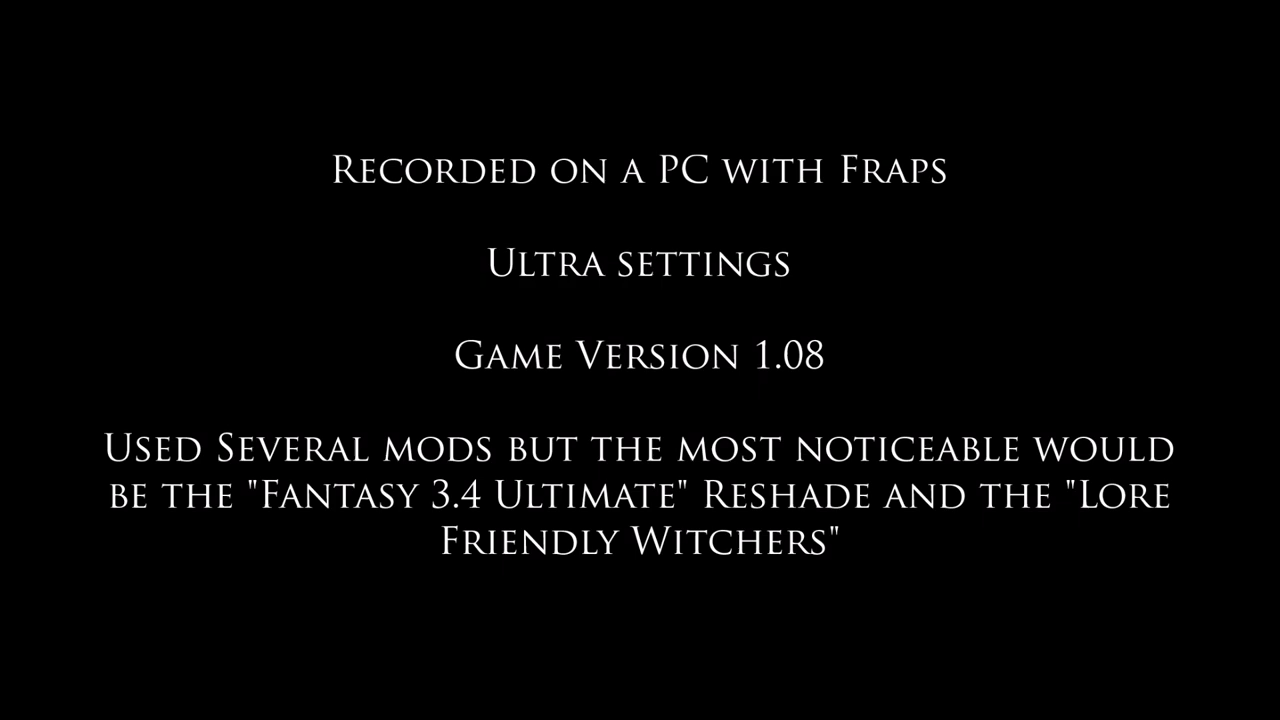 Recorded on a PC with Fraps
Ultra settings
Game Version 1.08
Used Several mods but the most noticeable would
be the "Fantasy 3.4 Ultimate" Reshade and the "Lore
Friendly Witchers"